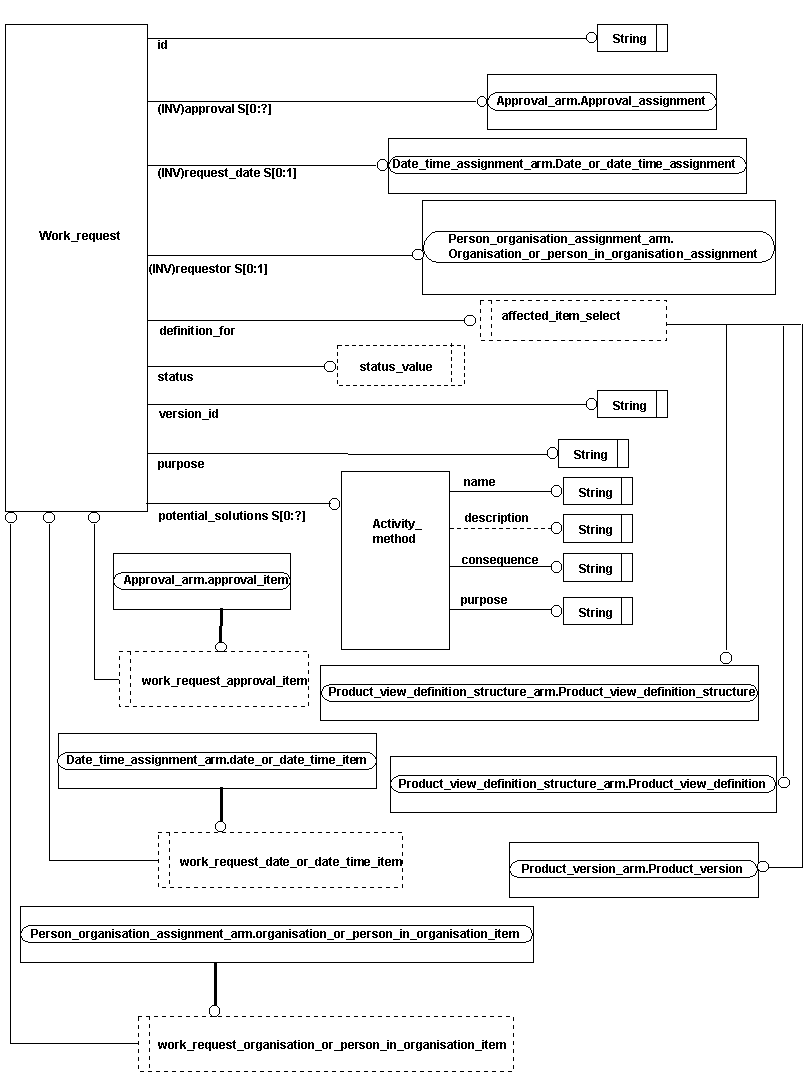 id
String
(INV)approval S[0:?]
Approval_arm.Approval_assignment
(INV)request_date S[0:1]
Date_time_assignment_arm.Date_or_date_time_assignment
Work_request
(INV)requestor S[0:1]
Person_organisation_assignment_arm.
Organisation_or_person_in_organisation_assignment
definition_for
affected_item_select
status
status_value
version_id
String
purpose
String
potential_solutions S[0:?]
Activity_
method
name
String
description
String
consequence
String
purpose
String
Approval_arm.approval_item
work_request_approval_item
Product_view_definition_structure_arm.Product_view_definition_structure
Date_time_assignment_arm.date_or_date_time_item
Product_view_definition_structure_arm.Product_view_definition
work_request_date_or_date_time_item
Product_version_arm.Product_version
Person_organisation_assignment_arm.organisation_or_person_in_organisation_item
work_request_organisation_or_person_in_organisation_item